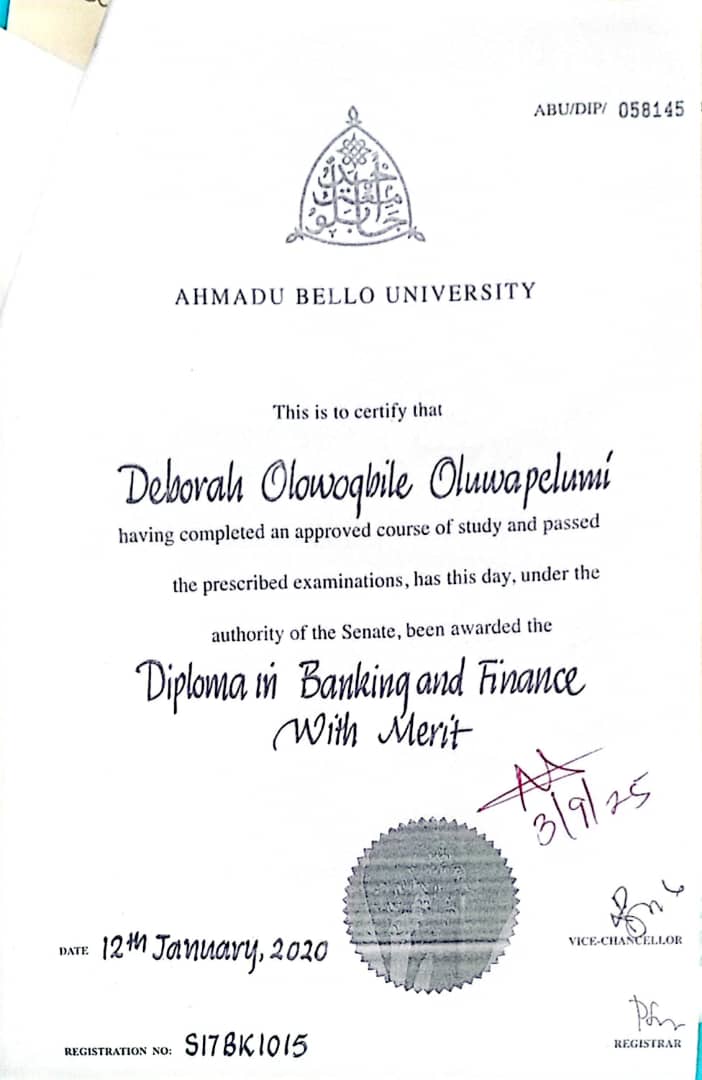 ABU/DIP/ 058145
AHMADU BELLO UNIVERSITY
This is to certify that
Deborah Olowogbile Oluwapelumi
having completed an approved course of study and passed
the prescribed examinations, has this day, under the
authority of the Senate, been awarded the
Diploma in Banking and Finance
With Merit
3/9/25
VICE-CHANCELLOR
DATE 12th January, 2020
REGISTRATION NO: S17BK1015
REGISTRAR